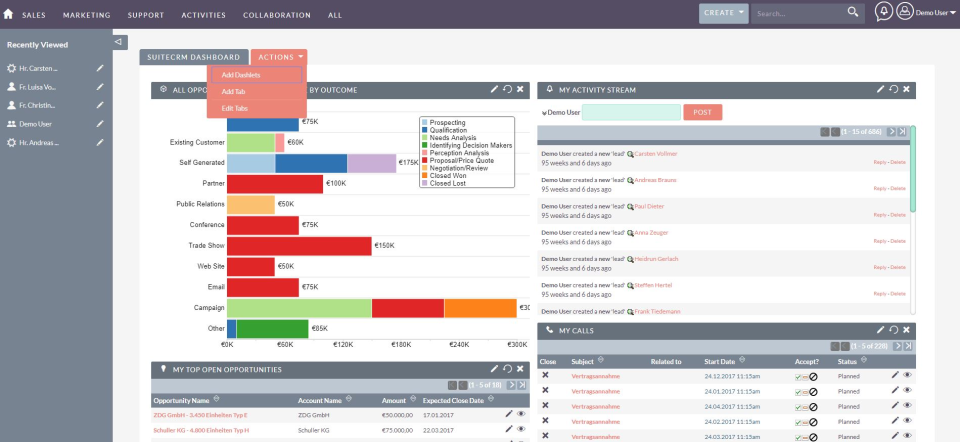 SALES MARKETING SUPPORT ACTIVITIES COLLABORATION ALL CREATE Search... Demo User
Recently Viewed
Hr. Carsten ...
Fr. Luisa Vo...
Fr. Christin...
Demo User
Hr. Andreas ...
SUITECRM DASHBOARD ACTIONS
Add Dashlets
Add Tab
Edit Tabs
ALL OPPO BY OUTCOME
€75K
Existing Customer €60K
Self Generated €175K
Partner €100K
Public Relations €50K
Conference €75K
Trade Show €150K
Web Site €50K
Email €75K
Campaign €30
Other €85K
€0K €60K €120K €180K €240K €300K
Prospecting
Qualification
Needs Analysis
Identifying Decision Makers
Perception Analysis
Proposal/Price Quote
Negotiation/Review
Closed Won
Closed Lost
MY TOP OPEN OPPORTUNITIES
(1 - 5 of 18)
Opportunity Name Account Name Amount Expected Close Date
ZDG GmbH - 3.450 Einheiten Typ E ZDG GmbH €50.000,00 17.01.2017
Schuller KG - 4.800 Einheiten Typ H Schuller KG €75.000,00 22.03.2017
MY ACTIVITY STREAM
Demo User POST
(1 - 15 of 686)
Demo User created a new 'lead' Carsten Vollmer
95 weeks and 6 days ago
Reply - Delete
Demo User created a new 'lead' Andreas Brauns
95 weeks and 6 days ago
Reply - Delete
Demo User created a new 'lead' Paul Dieter
95 weeks and 6 days ago
Reply - Delete
Demo User created a new 'lead' Anna Zeuger
95 weeks and 6 days ago
Reply - Delete
Demo User created a new 'lead' Heidrun Gerlach
95 weeks and 6 days ago
Reply - Delete
Demo User created a new 'lead' Steffen Hertel
95 weeks and 6 days ago
Reply - Delete
Demo User created a new 'lead' Frank Tiedemann
MY CALLS
(1 - 5 of 228)
Close Subject Related to Start Date Accept? Status
Vertragsannahme 24.12.2017 11:15am Planned
Vertragsannahme 24.01.2017 11:15am Planned
Vertragsannahme 24.04.2017 11:15am Planned
Vertragsannahme 24.02.2017 11:15am Planned
Vertragsannahme 24.03.2017 11:15am Planned